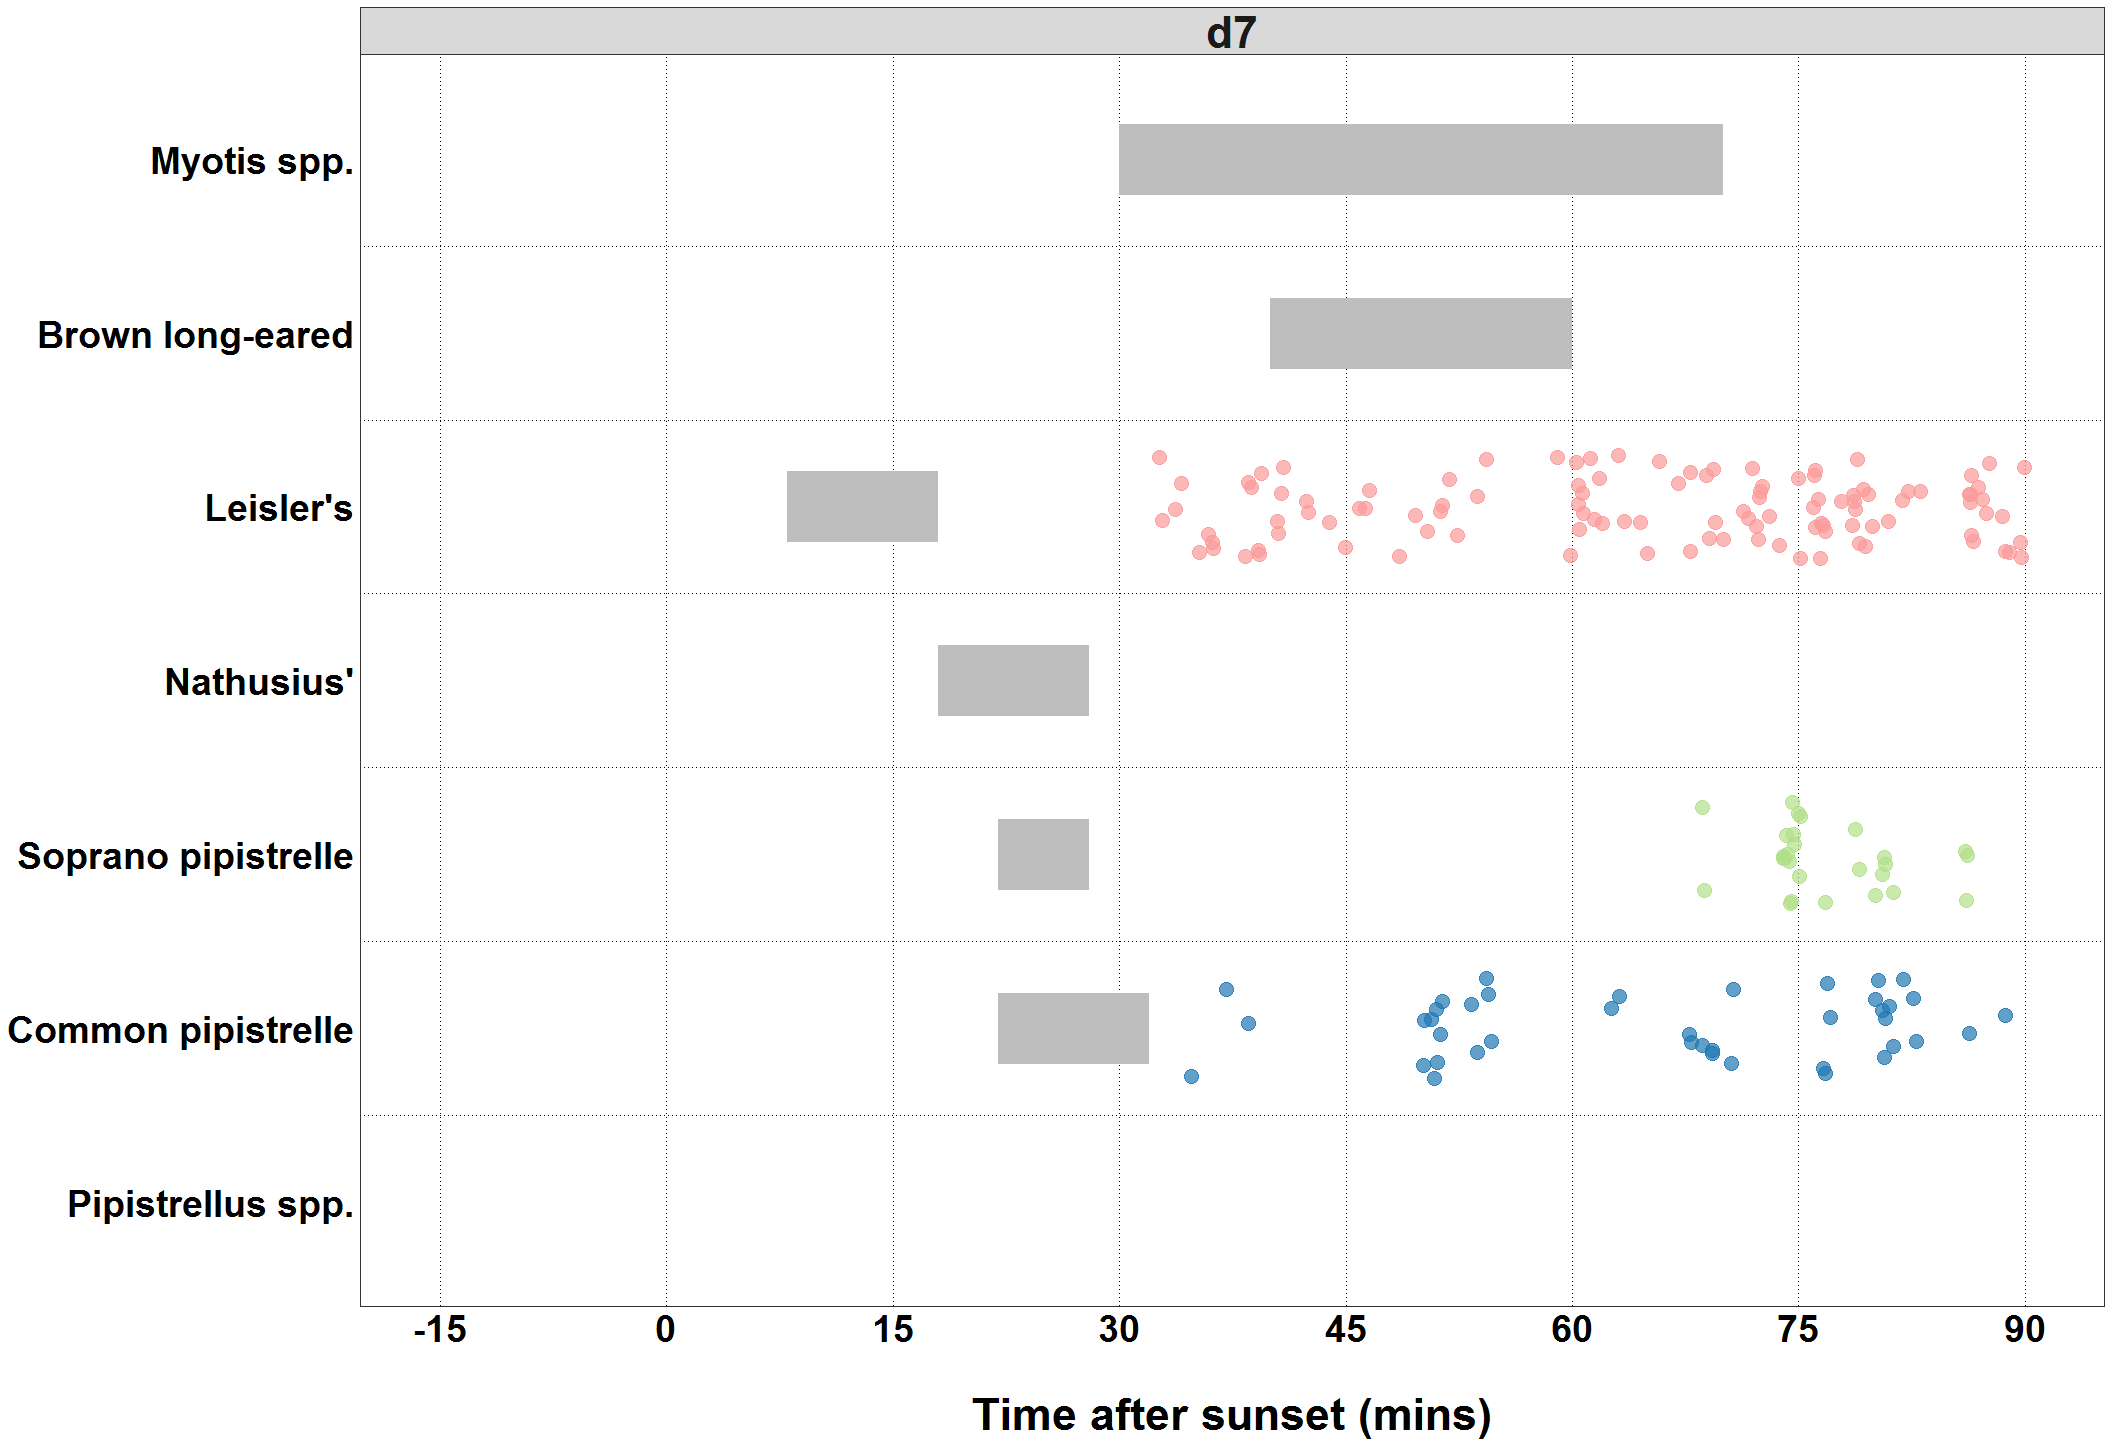 d7
Myotis spp.
Brown long-eared
Leisler's
Nathusius'
Soprano pipistrelle
Common pipistrelle
Pipistrellus spp.
-15 0 15 30 45 60 75 90
Time after sunset (mins)